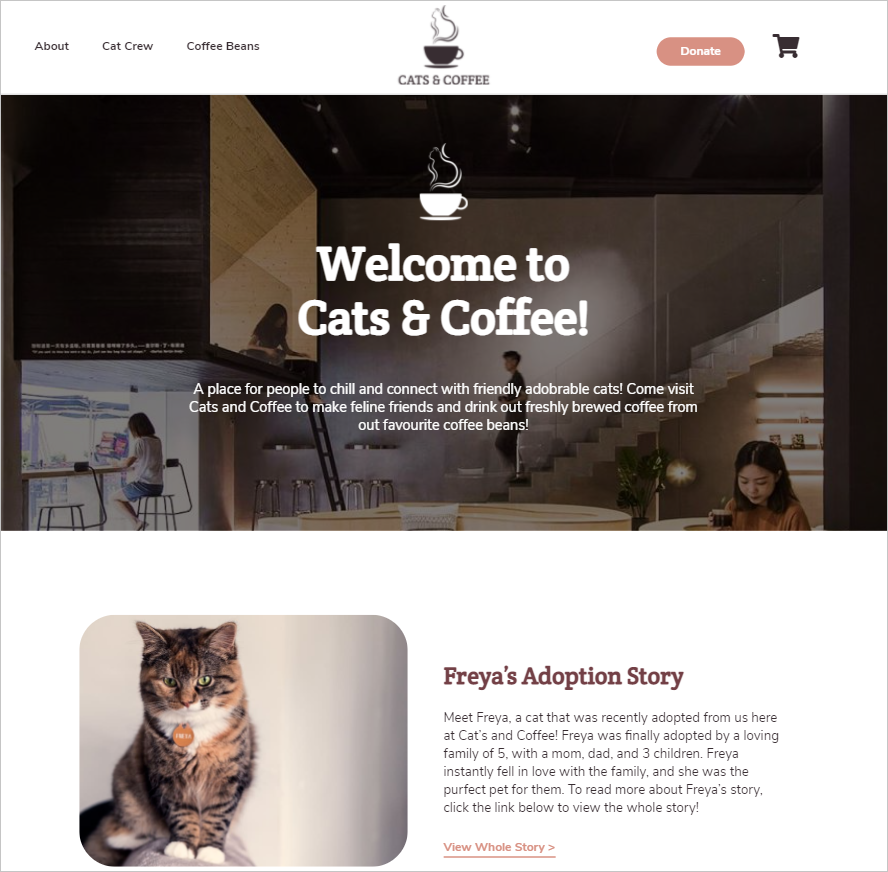 About
Cat Crew
Coffee Beans
CATS & COFFEE
Donate
Welcome to
Cats & Coffee!
A place for people to chill and connect with friendly adobrable cats! Come visit
Cats and Coffee to make feline friends and drink out freshly brewed coffee from
out favourite coffee beans!
Freya’s Adoption Story
Meet Freya, a cat that was recently adopted from us here
at Cat’s and Coffee! Freya was finally adopted by a loving
family of 5, with a mom, dad, and 3 children. Freya
instantly fell in love with the family, and she was the
purfect pet for them. To read more about Freya’s story,
click the link below to view the whole story!
View Whole Story >
FREYA